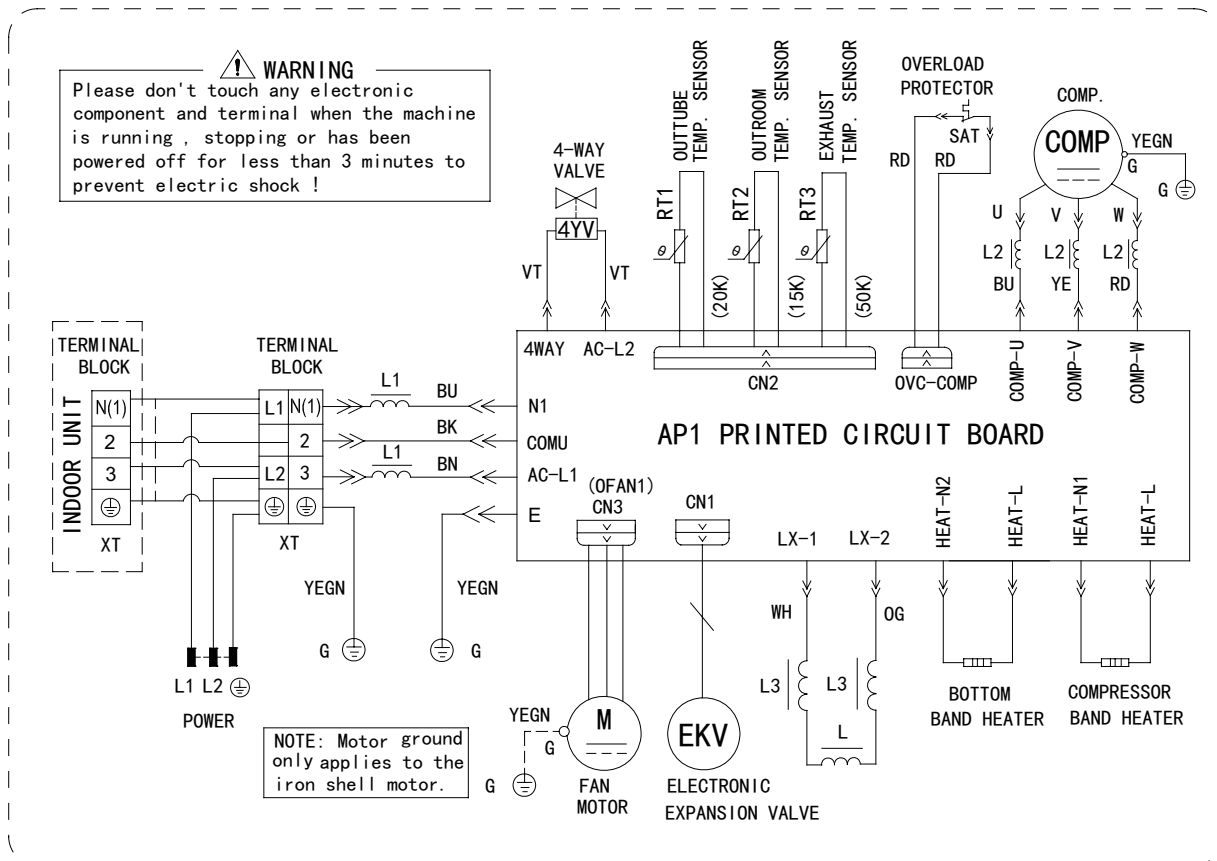 WARNING
Please don't touch any electronic
component and terminal when the machine
is running , stopping or has been
powered off for less than 3 minutes to
prevent electric shock !
4-WAY
VALVE
4YV
VT
VT
OUTTUBE
TEMP. SENSOR
RT1
θ
(20K)
OUTROOM
TEMP. SENSOR
RT2
θ
(15K)
EXHAUST
TEMP. SENSOR
RT3
θ
(50K)
OVERLOAD
PROTECTOR
SAT
RD
RD
COMP.
COMP
YEGN
G
G
U
V
W
L2
L2
L2
BU
YE
RD
4WAY
AC-L2
CN2
OVC-COMP
COMP-U
COMP-V
COMP-W
INDOOR UNIT
TERMINAL
BLOCK
N(1)
2
3
XT
TERMINAL
BLOCK
L1
N(1)
2
L2
3
XT
L1
BU
N1
BK
COMU
L1
BN
AC-L1
E
AP1 PRINTED CIRCUIT BOARD
(OFAN1)
CN3
CN1
LX-1
LX-2
HEAT-N2
HEAT-L
HEAT-N1
HEAT-L
YEGN
G
YEGN
G
L1
L2
POWER
NOTE: Motor ground
only applies to the
iron shell motor.
YEGN
G
G
M
FAN
MOTOR
EKV
ELECTRONIC
EXPANSION VALVE
WH
OG
L3
L3
L
BOTTOM
BAND HEATER
COMPRESSOR
BAND HEATER